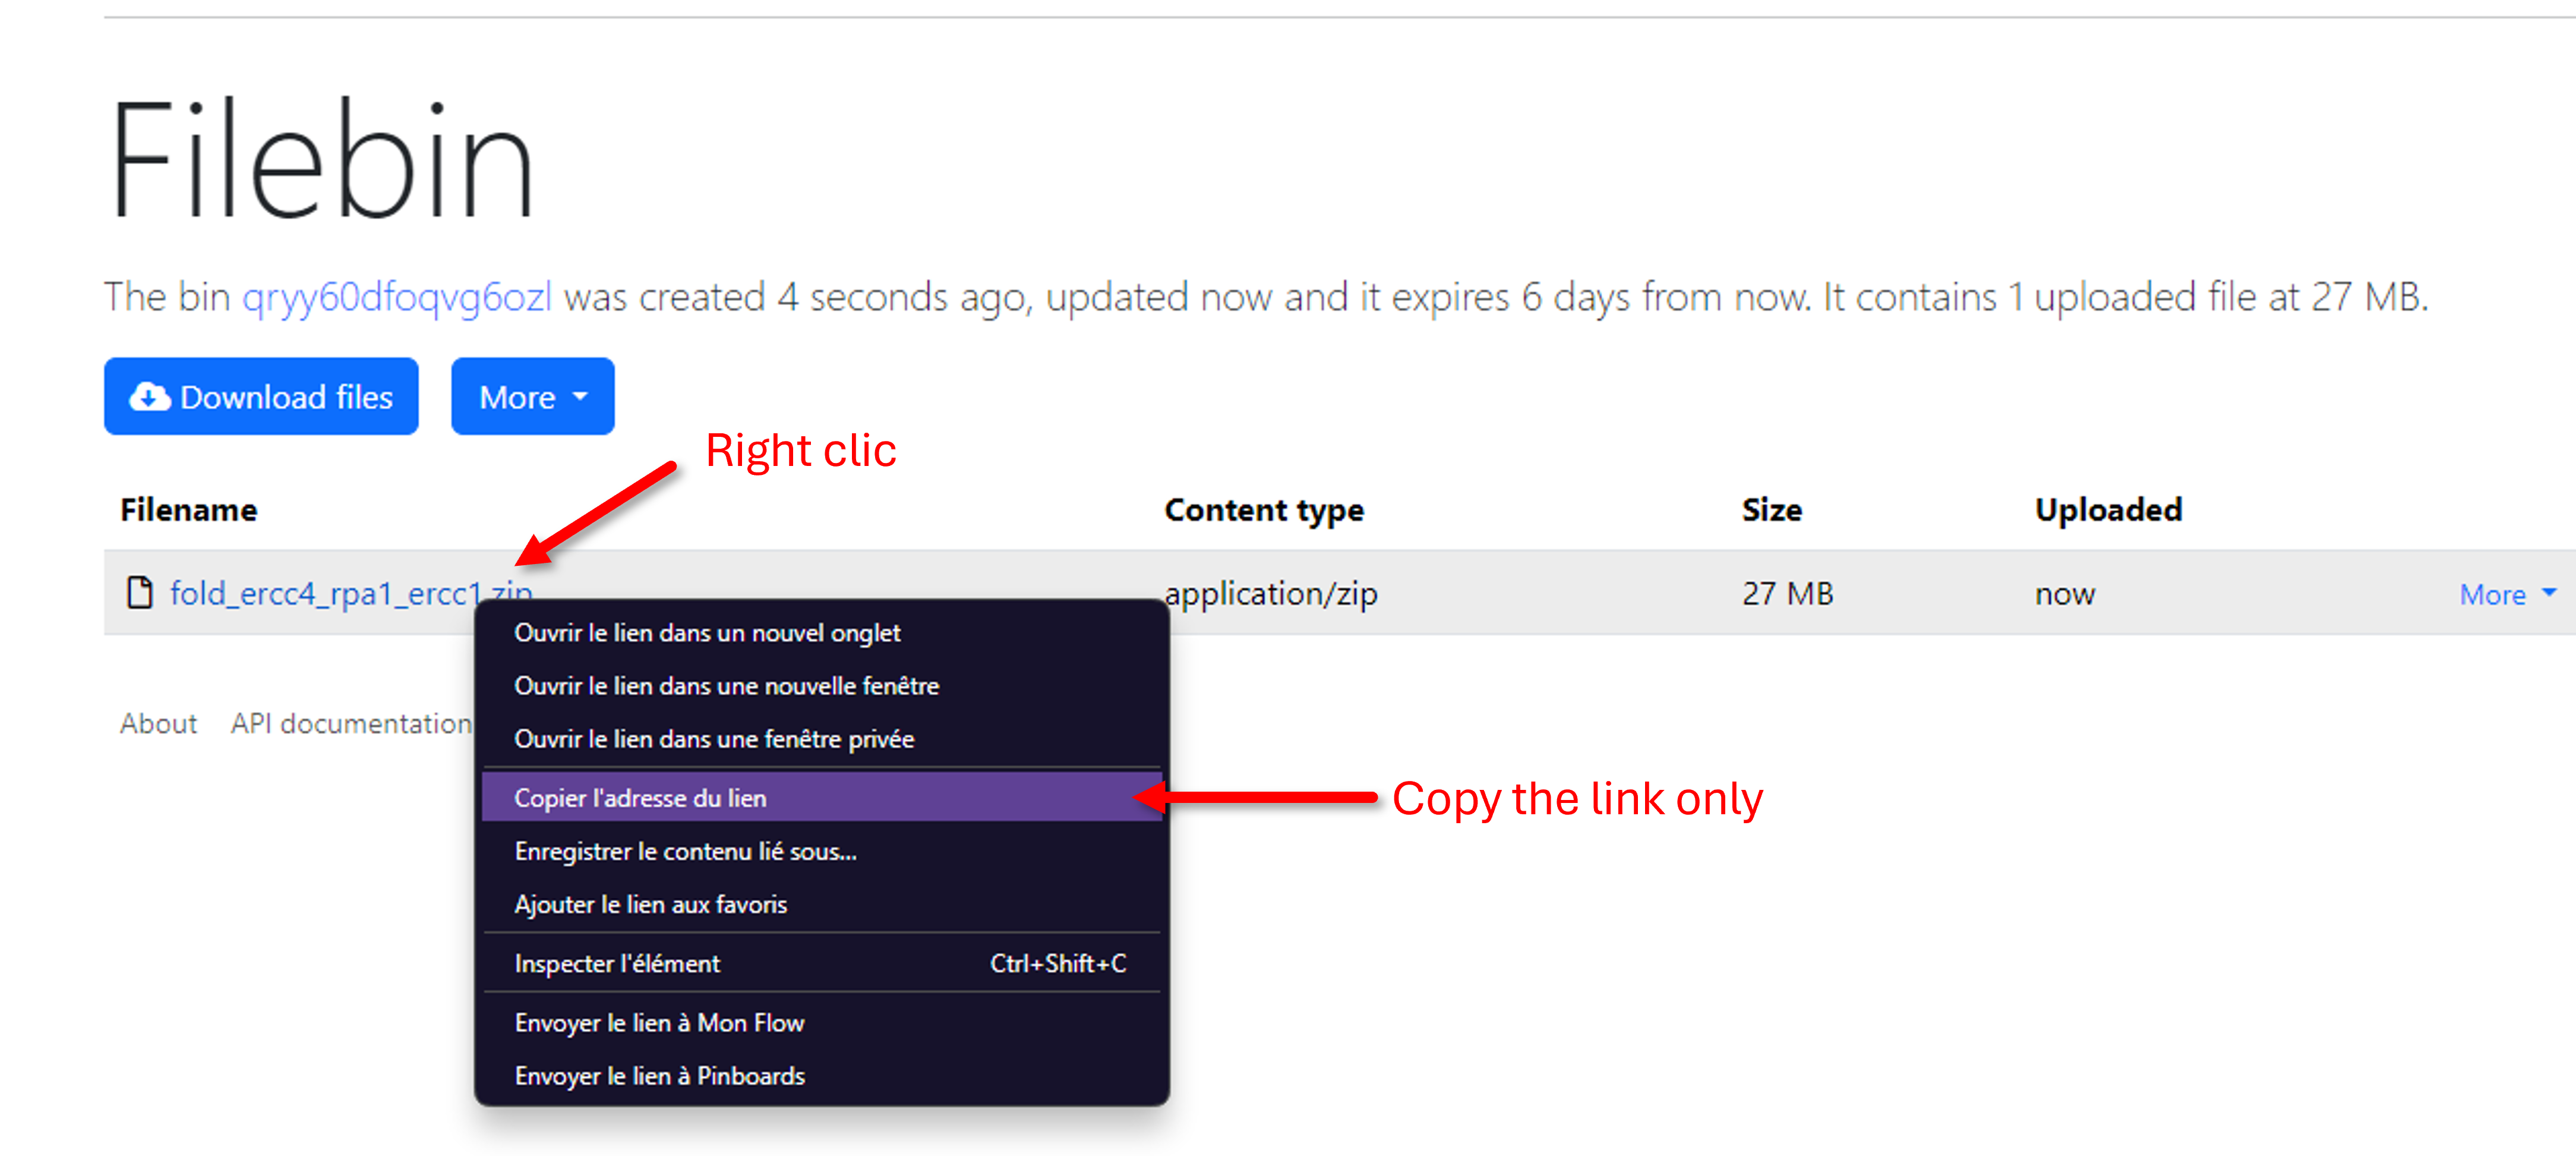 Filebin
The bin qryy60dfoqvg6ozl was created 4 seconds ago, updated now and it expires 6 days from now. It contains 1 uploaded file at 27 MB.
Download files More
Right clic
Filename Content type Size Uploaded
fold_ercc4_rpa1_ercc1.zip application/zip 27 MB now More
Ouvrir le lien dans un nouvel onglet
Ouvrir le lien dans une nouvelle fenêtre
About API documentation
Ouvrir le lien dans une fenêtre privée
Copier l'adresse du lien
Copy the link only
Enregistrer le contenu lié sous...
Ajouter le lien aux favoris
Inspecter l'élément Ctrl+Shift+C
Envoyer le lien à Mon Flow
Envoyer le lien à Pinboards